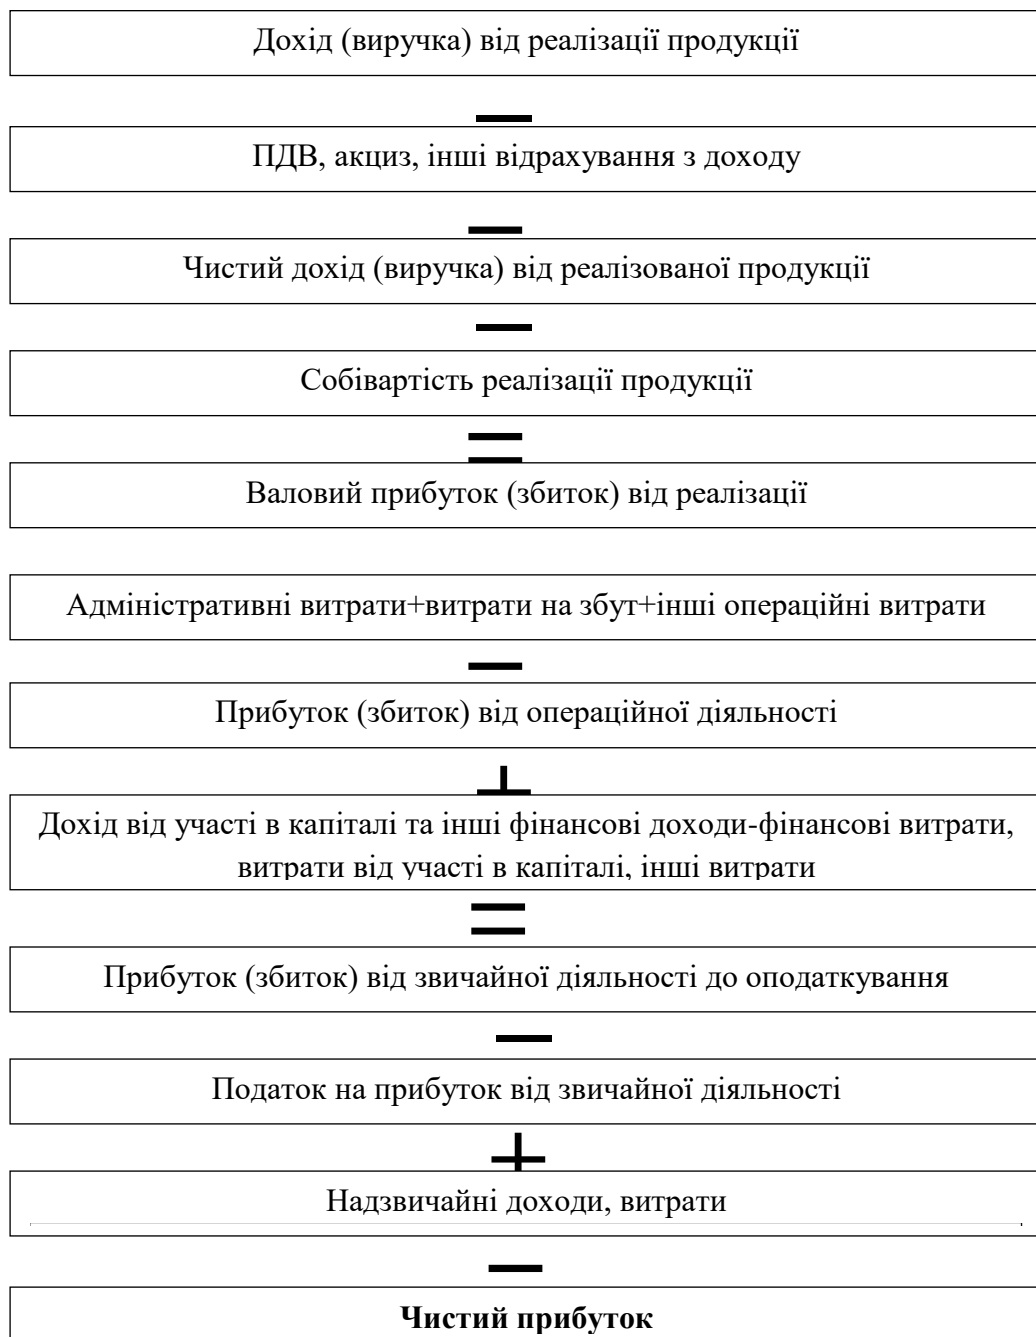 Дохід (виручка) від реалізації продукції
—
ПДВ, акциз, інші відрахування з доходу
—
Чистий дохід (виручка) від реалізованої продукції
—
Собівартість реалізації продукції
=
Валовий прибуток (збиток) від реалізації
Адміністративні витрати+витрати на збут+інші операційні витрати
—
Прибуток (збиток) від операційної діяльності
+
Дохід від участі в капіталі та інші фінансові доходи-фінансові витрати,
витрати від участі в капіталі, інші витрати
=
Прибуток (збиток) від звичайної діяльності до оподаткування
—
Податок на прибуток від звичайної діяльності
+
Надзвичайні доходи, витрати
—
Чистий прибуток